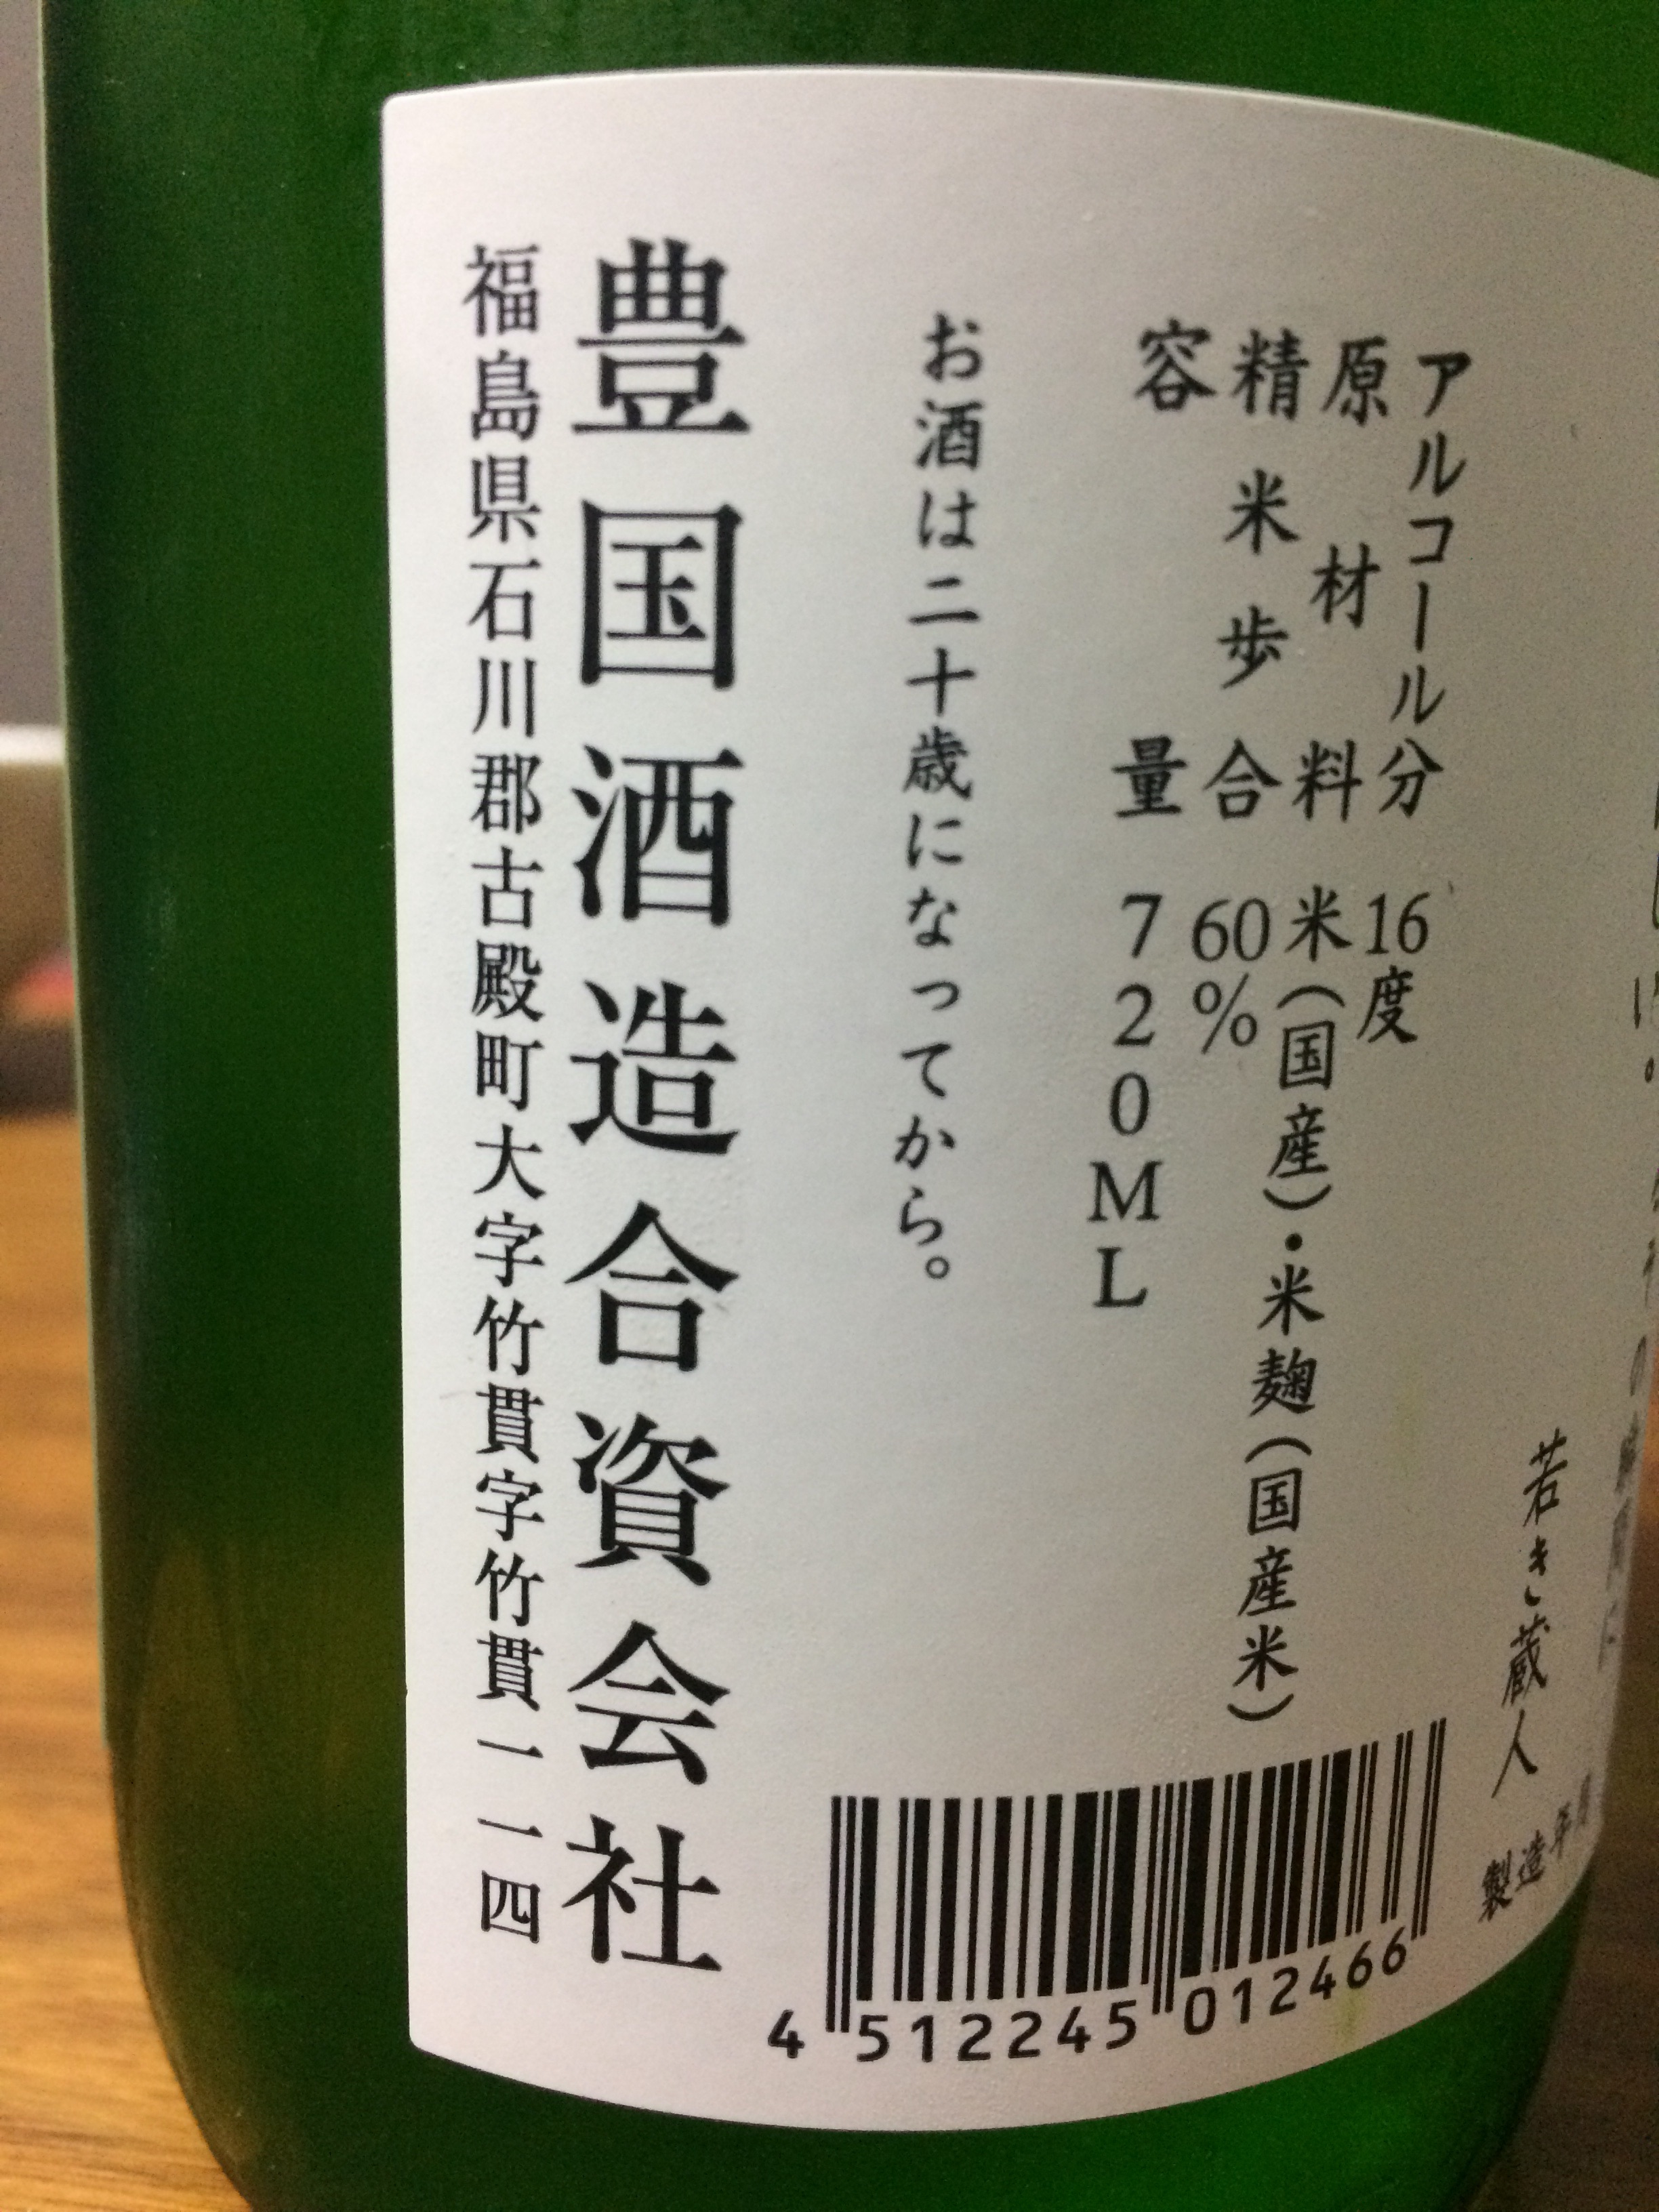 若き蔵人
製造年
アルコール分 16度
原材料 米(国産)・米麹(国産米)
精米歩合 60%
容量 720ML
お酒は二十歳になってから。
豊国酒造合資会社
福島県石川郡古殿町大字竹貫字竹貫一一四
4 512245 012466